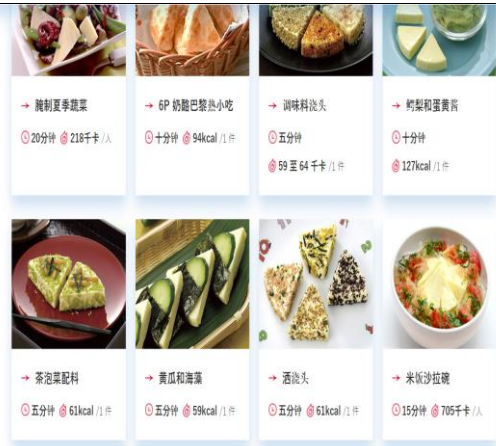 → 腌制夏季蔬菜
20分钟 218千卡 /人
→ 6P 奶酪巴黎热小吃
十分钟 94kcal /1 件
→ 调味料浇头
五分钟
59 至 64 千卡 /1 件
→ 鳄梨和蛋黄酱
十分钟
127kcal /1 件
→ 茶泡菜配料
五分钟 61kcal /1 件
→ 黄瓜和海藻
五分钟 59kcal /1 件
→ 洒浇头
五分钟 61kcal /1 件
→ 米饭沙拉碗
15分钟 705千卡 /人